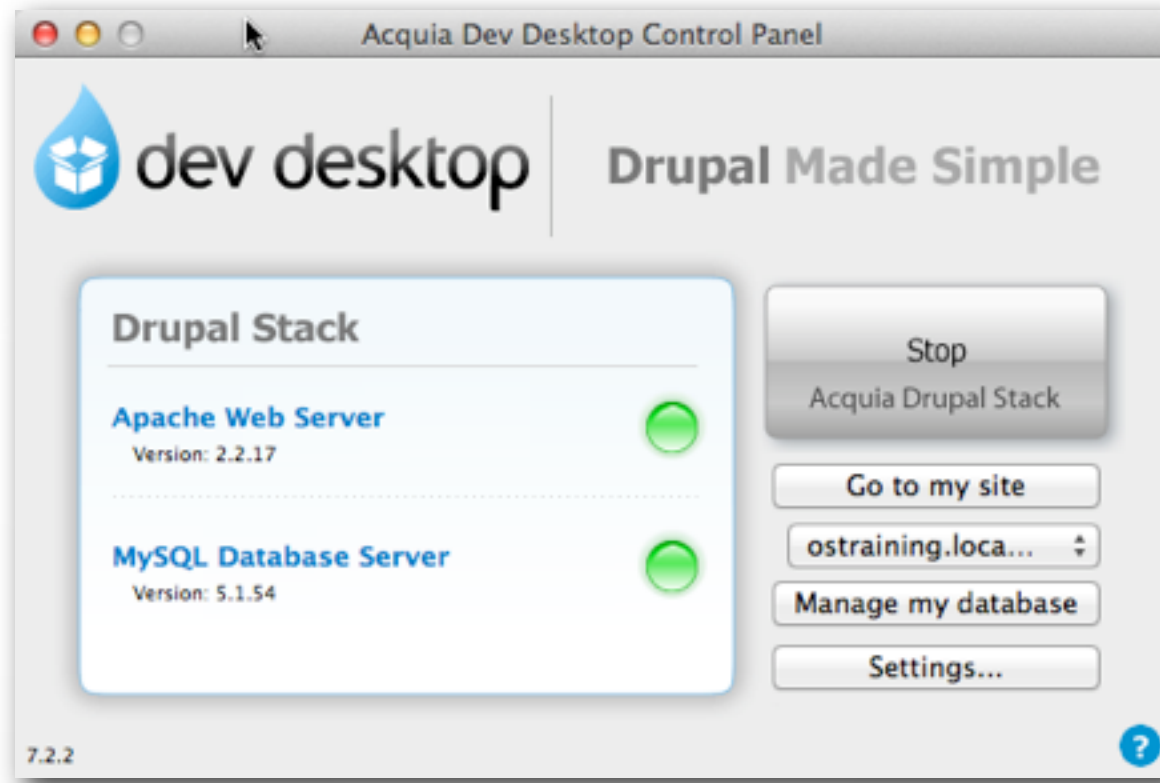 Acquia Dev Desktop Control Panel
dev desktop
Drupal Made Simple
Drupal Stack
Apache Web Server
Version: 2.2.17
MySQL Database Server
Version: 5.1.54
Stop
Acquia Drupal Stack
Go to my site
ostraining.loca...
Manage my database
Settings...
7.2.2
?